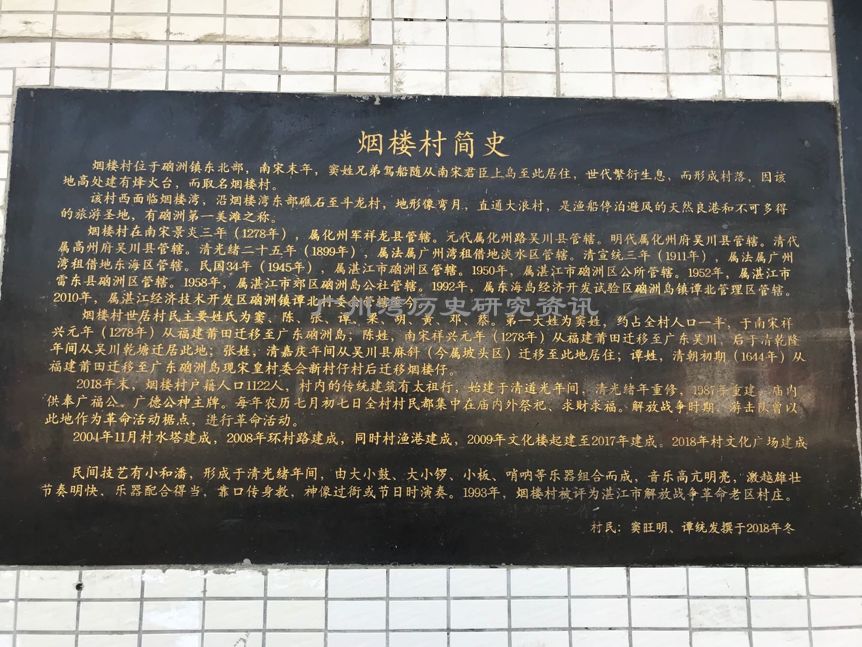 烟楼村简史
烟楼村位于硇洲镇东北部，南宋末年，窦姓兄弟驾船随从南宋君臣上岛至此居住，世代繁衍生息，而形成村落，因该
地高处建有烽火台，而取名烟楼村。
该村西面临烟楼湾，沿烟楼湾东部礁石至斗龙村，地形像弯月，直通大浪村，是渔船停泊避风的天然良港和不可多得
的旅游圣地，有硇洲第一美滩之称。
烟楼村在南宋景炎三年（1278年），属化州军祥龙县管辖。元代属化州路吴川县管辖。明代属化州府吴川县管辖。清代
属高州府吴川县管辖。清光绪二十五年（1899年），属法属广州湾租借地淡水区管辖。清宣统三年（1911年），属法属广州
湾租借地东海区管辖。民国34年（1945年），属湛江市硇洲区管辖。1950年，属湛江市硇洲区公所管辖。1952年，属湛江市
雷东县硇洲区管辖。1958年，属湛江市郊区硇洲岛公社管辖。1992年，属东海岛经济开发试验区硇洲岛镇谭北管理区管辖。
2010年，属湛江经济技术开发区硇洲镇谭北村委会管辖至今。
广州湾历史研究资讯
烟楼村世居村民主要姓氏为窦、陈、张、谭、梁、胡、黄、邓、蔡。第一大姓为窦姓，约占全村人口一半，于南宋祥
兴元年（1278年）从福建莆田迁移至广东硇洲岛；陈姓，南宋祥兴元年（1278年）从福建莆田迁移至广东吴川，后于清乾隆
年间从吴川乾塘迁居此地；张姓，清嘉庆年间从吴川县麻斜（今属坡头区）迁移至此地居住；谭姓，清朝初期（1644年）从
福建莆田迁移至广东硇洲岛现宋皇村委会新村仔村后迁移烟楼仔。
2018年末，烟楼村户籍人口1122人，村内的传统建筑有太祖行，始建于清道光年间，清光绪年重修，1987年重建，庙内
供奉广福公。广德公神主牌。每年农历七月初七日全村村民都集中在庙内外祭祀、求财求福。解放战争时期，游击队曾以
此地作为革命活动椐点，进行革命活动。
2004年11月村水塔建成，2008年环村路建成，同时村渔港建成，2009年文化楼起建至2017年建成。2018年村文化广场建成
民间技艺有小和潘，形成于清光绪年间，由大小鼓、大小锣、小板、哨呐等乐器组合而成，音乐高亢明亮，激越雄壮
节奏明快、乐器配合得当，靠口传身教，神像过衙或节日时演奏。1993年，烟楼村被评为湛江市解放战争革命老区村庄。
村民：窦旺明、谭统发撰于2018年冬